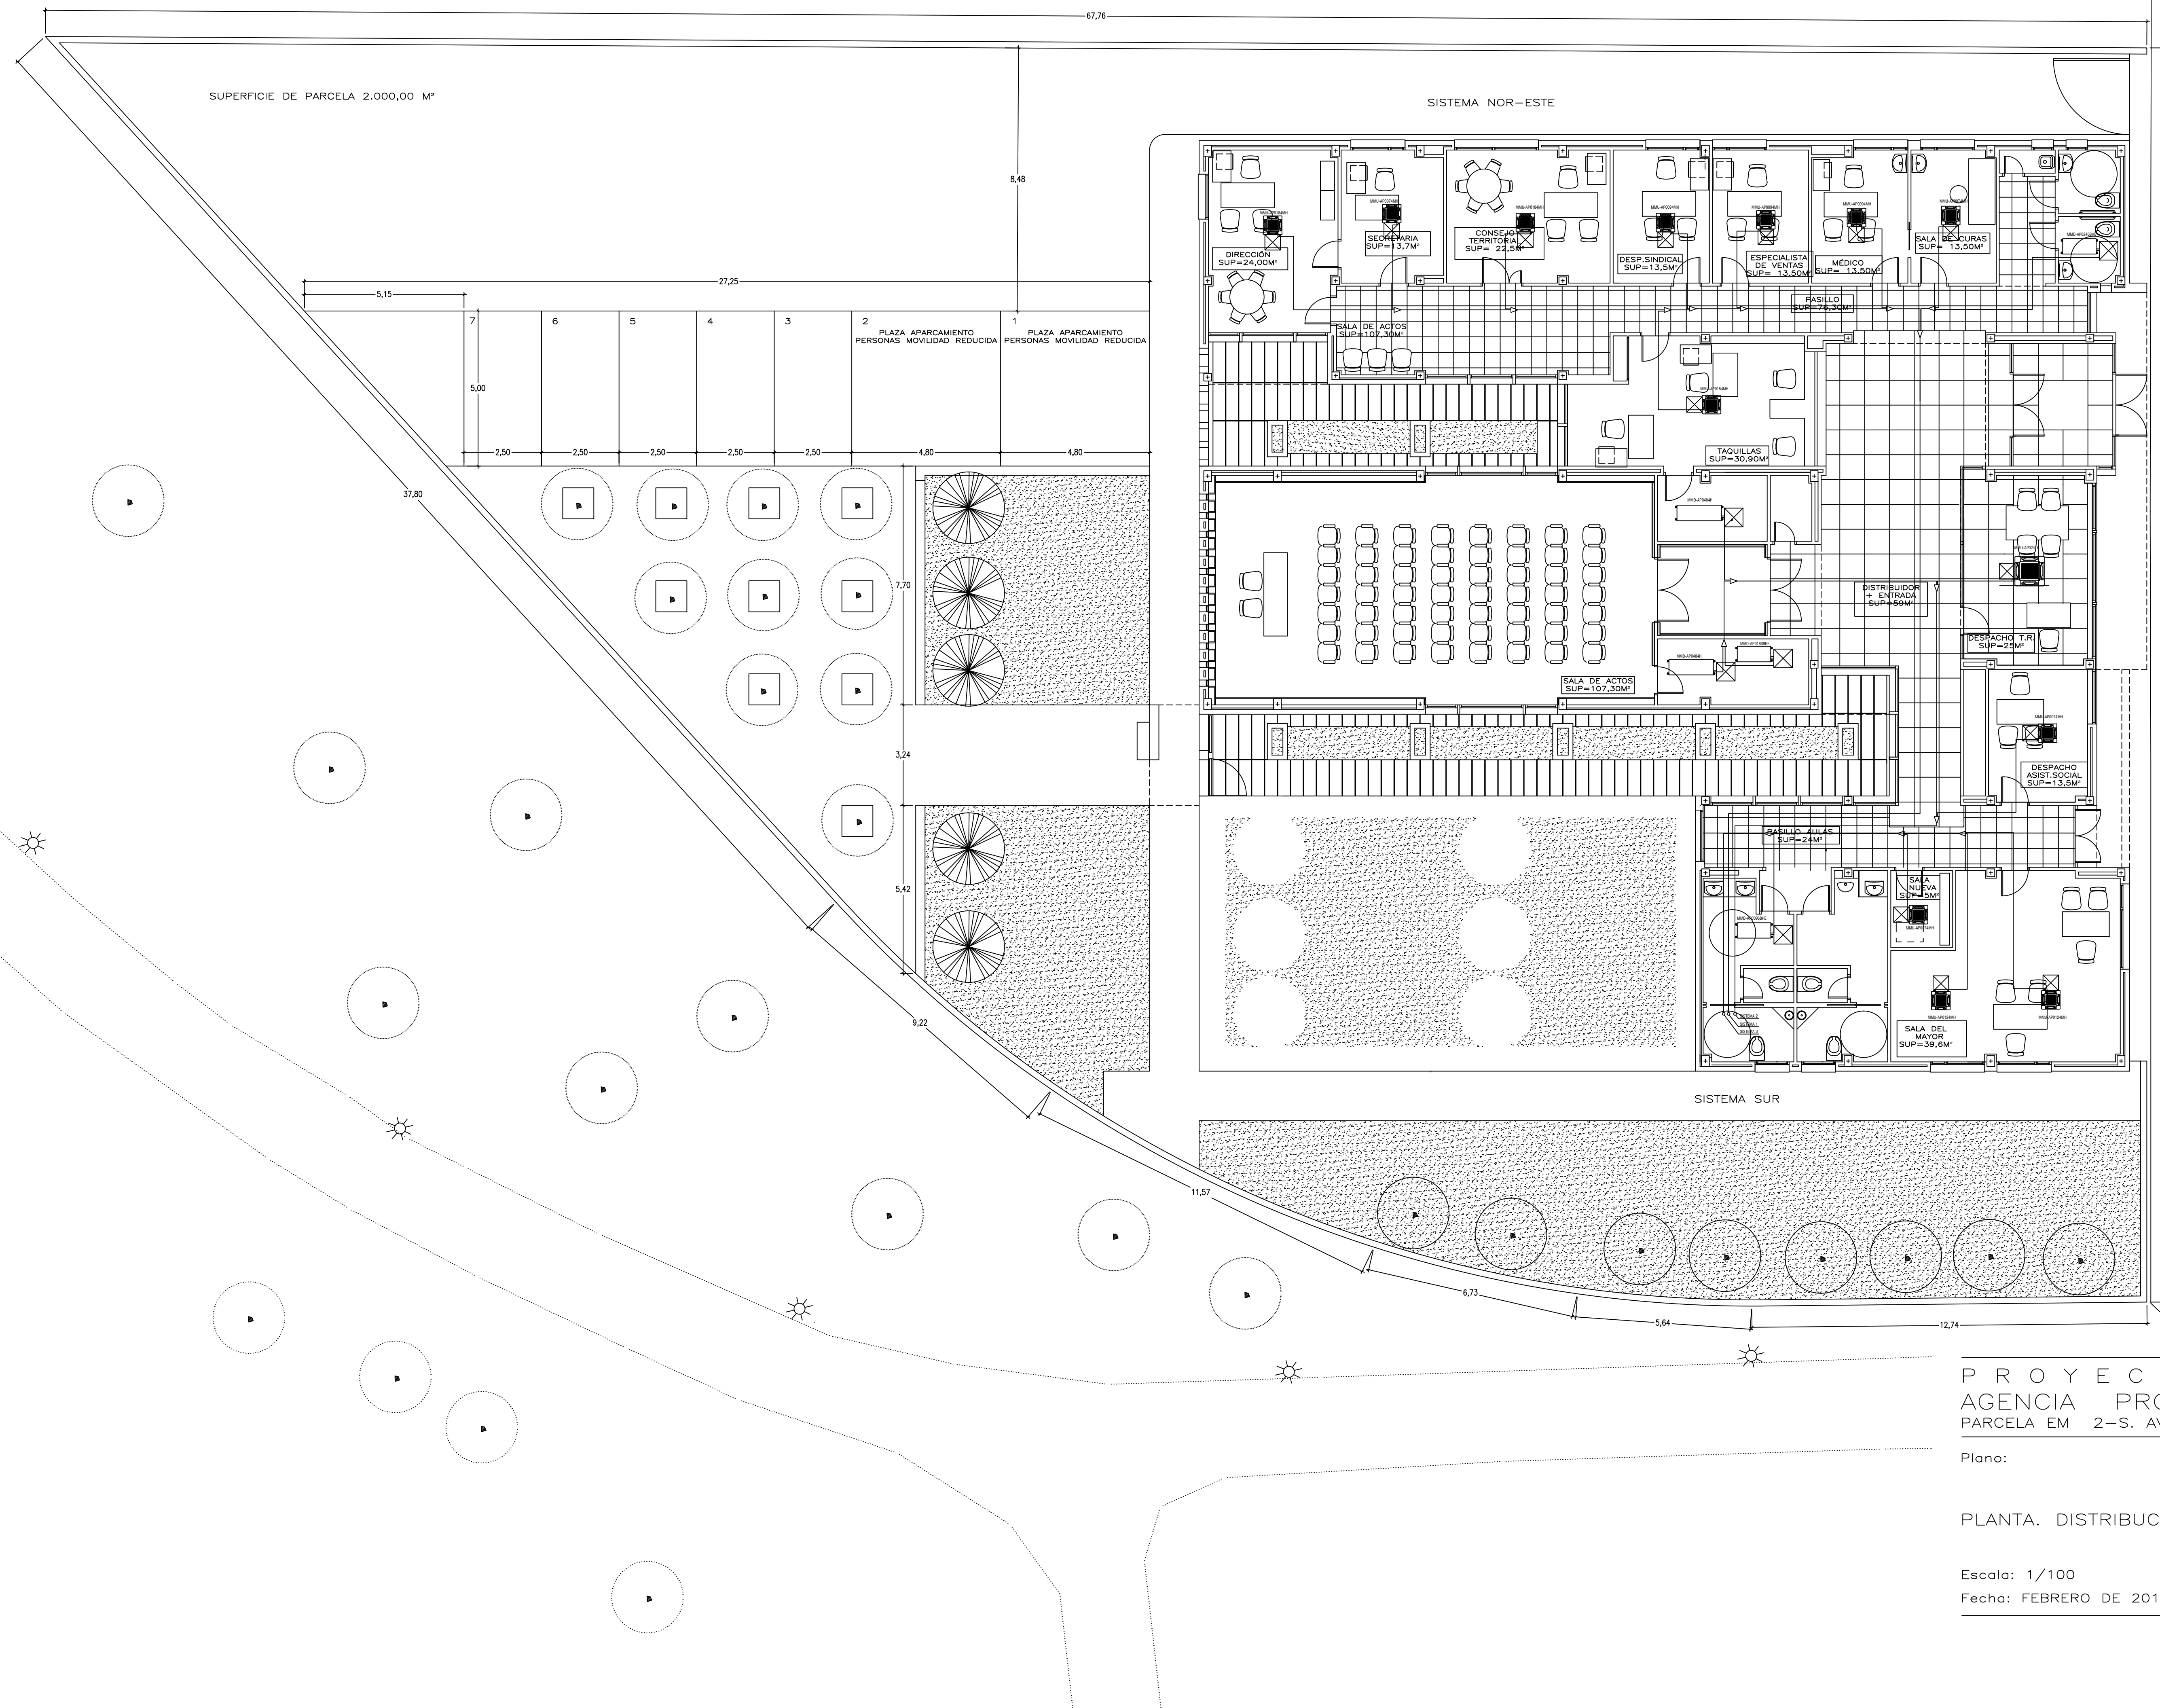 67,76
SUPERFICIE DE PARCELA 2.000,00 M²
SISTEMA NOR-ESTE
8,48
27,25
5,15
7
6
5
4
3
2
1
PLAZA APARCAMIENTO
PERSONAS MOVILIDAD REDUCIDA
PLAZA APARCAMIENTO
PERSONAS MOVILIDAD REDUCIDA
5,00
2,50
2,50
2,50
2,50
2,50
4,80
4,80
37,80
7,70
3,24
5,42
9,22
11,57
6,73
5,64
12,74
DIRECCIÓN
SUP=24,00M²
SECRETARIA
SUP=13,7M²
CONSEJO
TERRITORIAL
SUP= 22,5M²
DESP.SINDICAL
SUP=13,5M²
ESPECIALISTA
DE VENTAS
SUP= 13,50M²
MÉDICO
SUP= 13,50M²
SALA DE CURAS
SUP= 13,50M²
PASILLO
SUP=76,30M²
SALA DE ACTOS
SUP=107,30M²
TAQUILLAS
SUP=30,90M²
DISTRIBUIDOR
+ ENTRADA
SUP=59M²
DESPACHO T.R.
SUP=25M²
SALA DE ACTOS
SUP=107,30M²
DESPACHO
ASIST.SOCIAL
SUP=13,5M²
PASILLO AULAS
SUP=24M²
SALA
NUEVA
SUP=5M²
SISTEMA 2
SISTEMA 1
SALA DEL
MAYOR
SUP=39,6M²
SISTEMA SUR
P R O Y E C
AGENCIA PRO
PARCELA EM 2-S. AV
Plano:
PLANTA. DISTRIBUC
Escala: 1/100
Fecha: FEBRERO DE 201